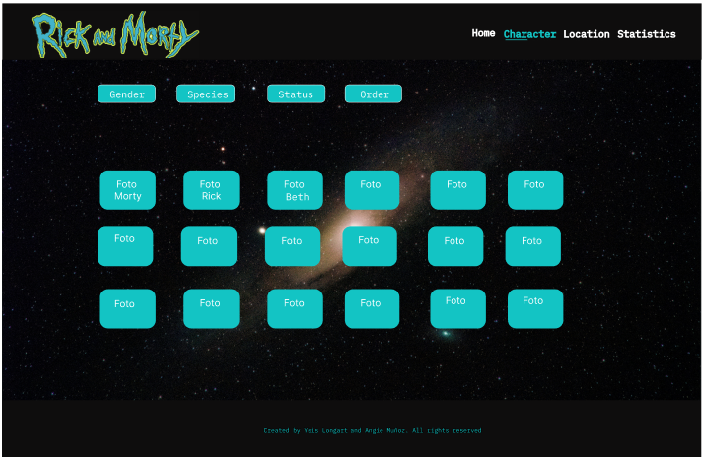 Rick and Morty
Home Character Location Statistics
Gender Species Status Order
Foto Foto Foto Foto Foto Foto
Morty Rick Beth
Foto Foto Foto Foto Foto Foto
Foto Foto Foto Foto Foto Foto
Created by Yais Longart and Angie Muñoz. All rights reserved